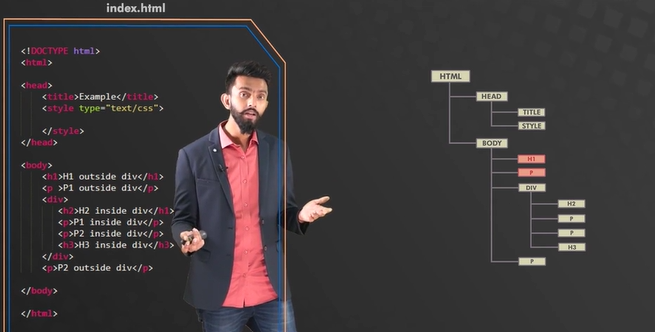 index.html
<!DOCTYPE html>
<html>
<head>
<title>Example</title>
<style type="text/css">
</style>
</head>
<body>
<h1>H1 outside div</h1>
<p >P1 outside div</p>
<div>
<h2>H2 inside div</h1>
<p>P1 inside div</p>
<p>P2 inside div</p>
<h3>H3 inside div</h3>
</div>
<p>P2 outside div</p>
</body>
</html>
HTML
HEAD
TITLE
STYLE
BODY
H1
P
DIV
H2
P
P
H3
P